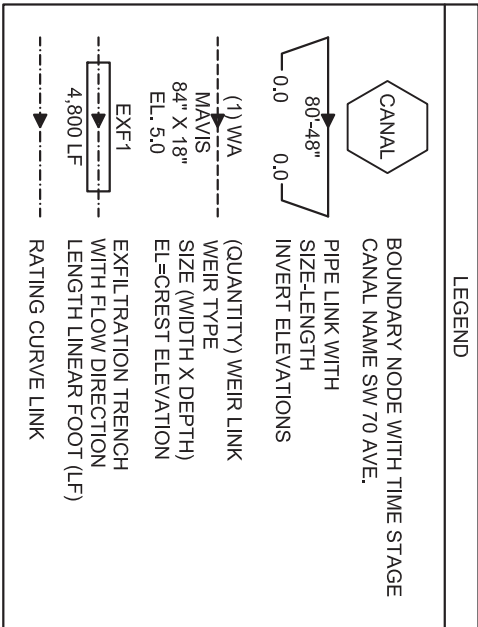 LEGEND
CANAL
BOUNDARY NODE WITH TIME STAGE
CANAL NAME SW 70 AVE.
80'-48"
0.0 0.0
PIPE LINK WITH
SIZE-LENGTH
INVERT ELEVATIONS
(1) WA
MAVIS
84" X 18"
EL. 5.0
(QUANTITY) WEIR LINK
WEIR TYPE
SIZE (WIDTH X DEPTH)
EL=CREST ELEVATION
EXF1
4,800 LF
EXFILTRATION TRENCH
WITH FLOW DIRECTION
LENGTH LINEAR FOOT (LF)
RATING CURVE LINK